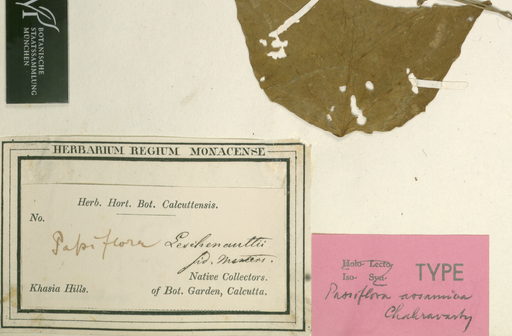 BOTANISCHE
STAATSSAMMLUNG
MÜNCHEN
HERBARIUM REGIUM MONACENSE
Herb. Hort. Bot. Calcuttensis.
No.
Passiflora Leschenaultii
fid. Masters.
Native Collectors.
Khasia Hills. of Bot. Garden, Calcutta.
Holo- Lecto-
Iso- Syn- TYPE
Passiflora assamica
Chakravarty